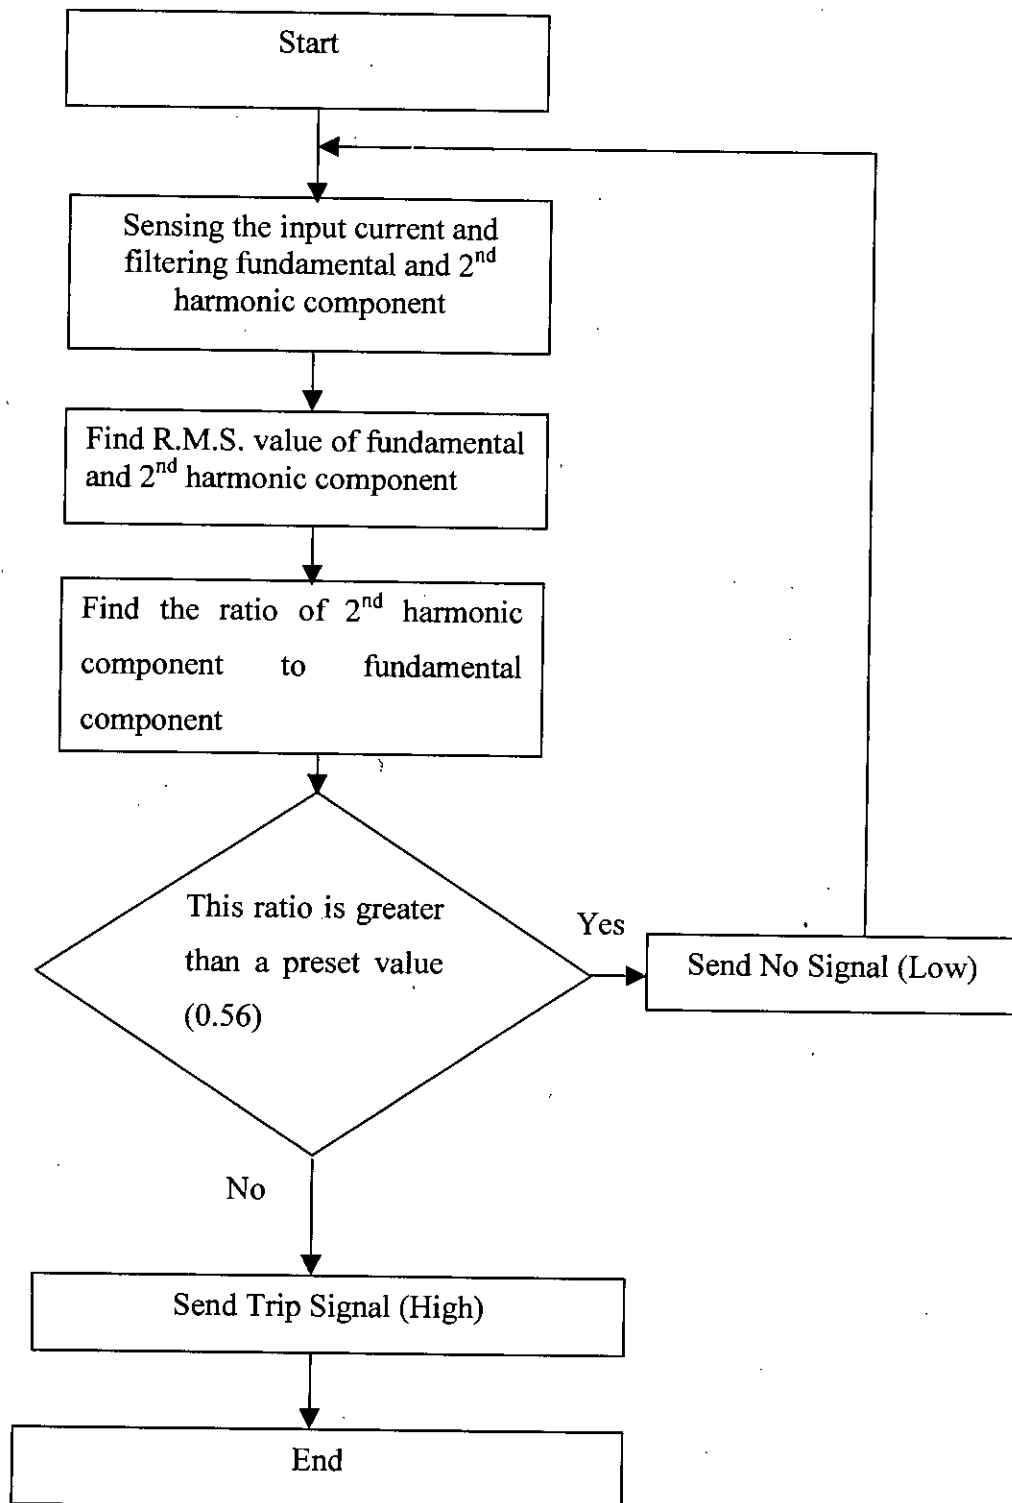 Start
Sensing the input current and
filtering fundamental and 2nd
harmonic component
Find R.M.S. value of fundamental
and 2nd harmonic component
Find the ratio of 2nd harmonic
component to fundamental
component
This ratio is greater
than a preset value
(0.56)
Yes
Send No Signal (Low)
No
Send Trip Signal (High)
End